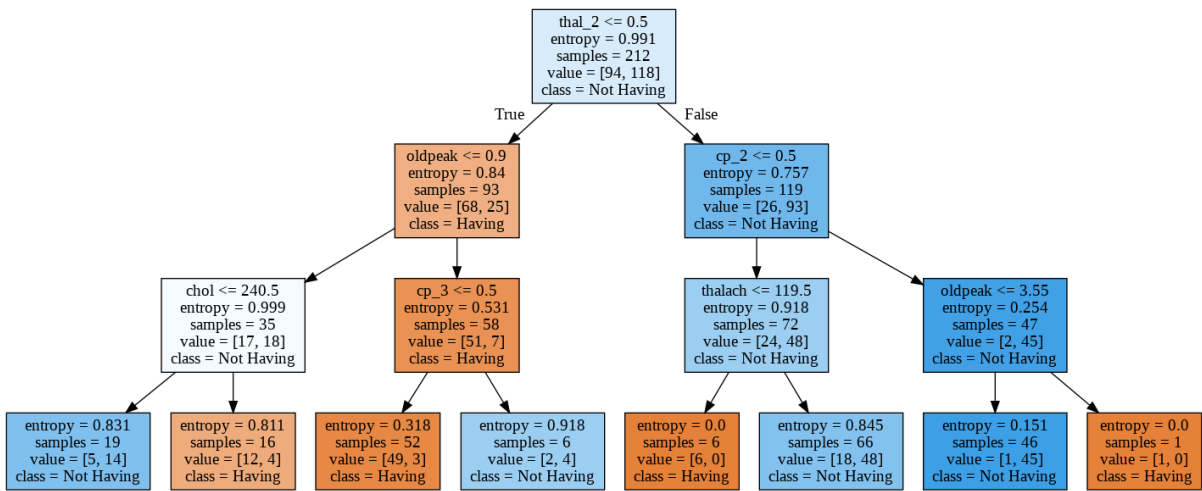 thal_2 <= 0.5
entropy = 0.991
samples = 212
value = [94, 118]
class = Not Having
True
False
oldpeak <= 0.9
entropy = 0.84
samples = 93
value = [68, 25]
class = Having
cp_2 <= 0.5
entropy = 0.757
samples = 119
value = [26, 93]
class = Not Having
chol <= 240.5
entropy = 0.999
samples = 35
value = [17, 18]
class = Not Having
cp_3 <= 0.5
entropy = 0.531
samples = 58
value = [51, 7]
class = Having
thalach <= 119.5
entropy = 0.918
samples = 72
value = [24, 48]
class = Not Having
oldpeak <= 3.55
entropy = 0.254
samples = 47
value = [2, 45]
class = Not Having
entropy = 0.831
samples = 19
value = [5, 14]
class = Not Having
entropy = 0.811
samples = 16
value = [12, 4]
class = Having
entropy = 0.318
samples = 52
value = [49, 3]
class = Having
entropy = 0.918
samples = 6
value = [2, 4]
class = Not Having
entropy = 0.0
samples = 6
value = [6, 0]
class = Having
entropy = 0.845
samples = 66
value = [18, 48]
class = Not Having
entropy = 0.151
samples = 46
value = [1, 45]
class = Not Having
entropy = 0.0
samples = 1
value = [1, 0]
class = Having